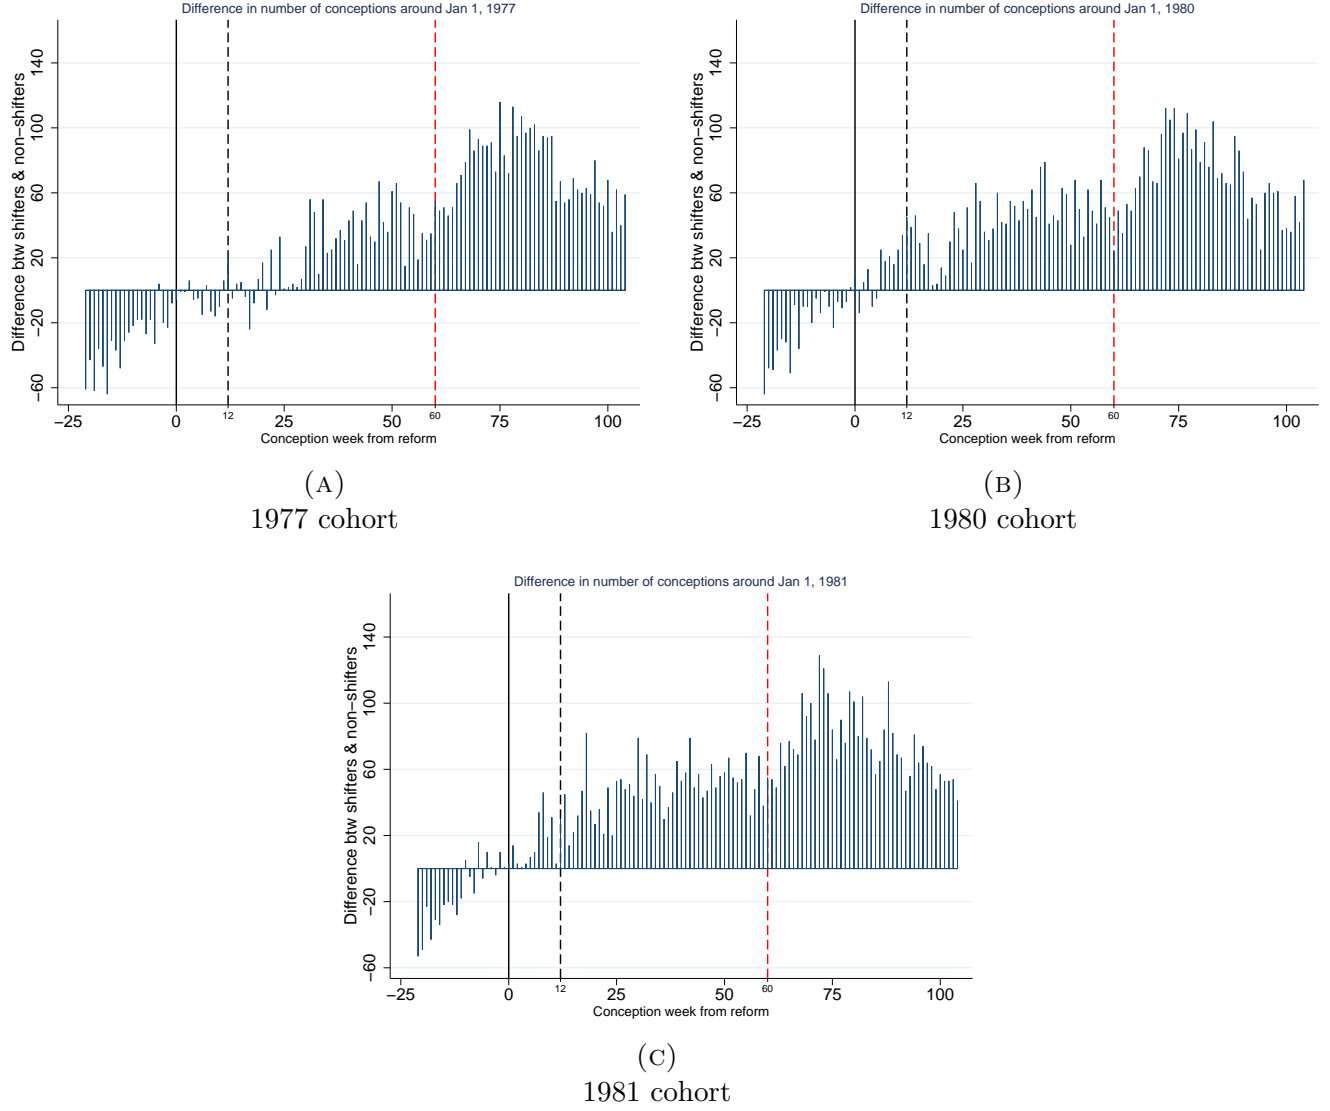 Difference in number of conceptions around Jan 1, 1977
Difference btw shifters & non−shifters
140
100
60
20
−20
−60
−25
0
12
25
50
60
75
100
Conception week from reform
(A)
1977 cohort
Difference in number of conceptions around Jan 1, 1980
Difference btw shifters & non−shifters
140
100
60
20
−20
−60
−25
0
12
25
50
60
75
100
Conception week from reform
(B)
1980 cohort
Difference in number of conceptions around Jan 1, 1981
Difference btw shifters & non−shifters
140
100
60
20
−20
−60
−25
0
12
25
50
60
75
100
Conception week from reform
(C)
1981 cohort